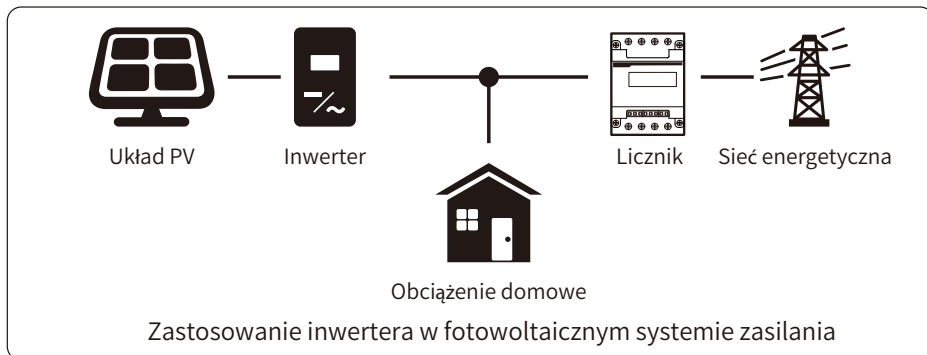 Układ PV
Inwerter
Licznik
Sieć energetyczna
Obciążenie domowe
Zastosowanie inwertera w fotowoltaicznym systemie zasilania